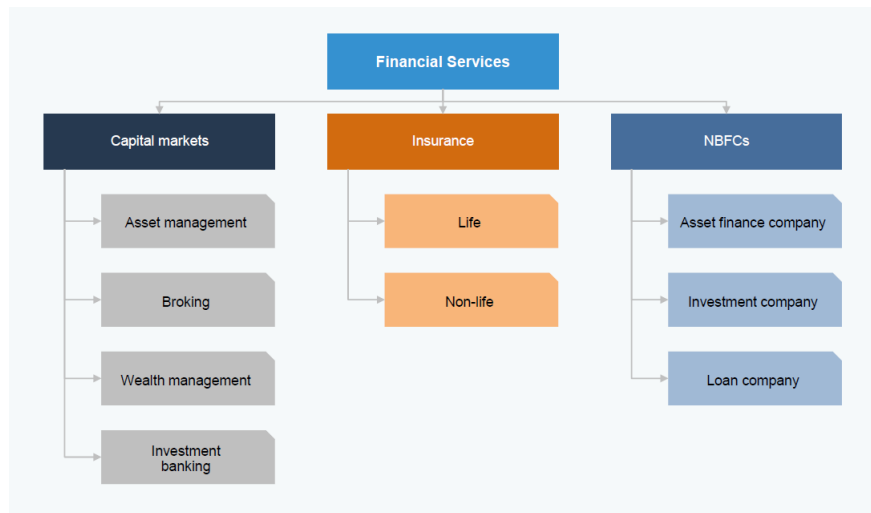 Financial Services
Capital markets
Insurance
NBFCs
Asset management
Life
Asset finance company
Broking
Non-life
Investment company
Wealth management
Loan company
Investment
banking